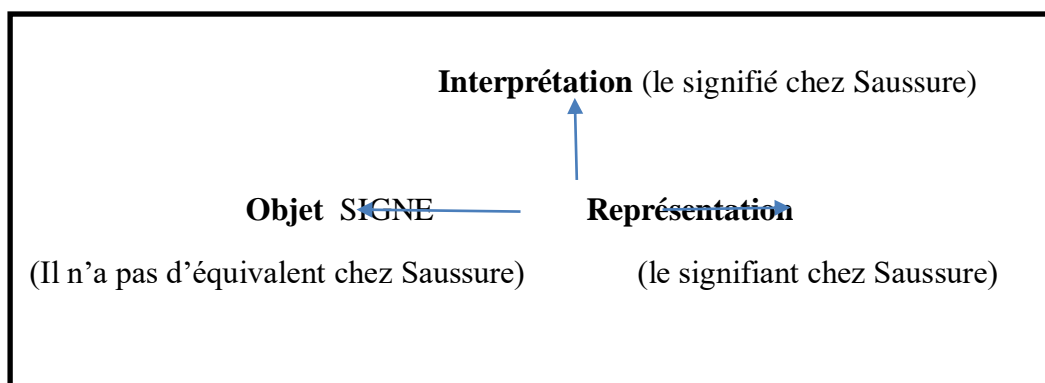 Interprétation (le signifié chez Saussure)
Objet SIGNE Représentation
(Il n’a pas d’équivalent chez Saussure) (le signifiant chez Saussure)